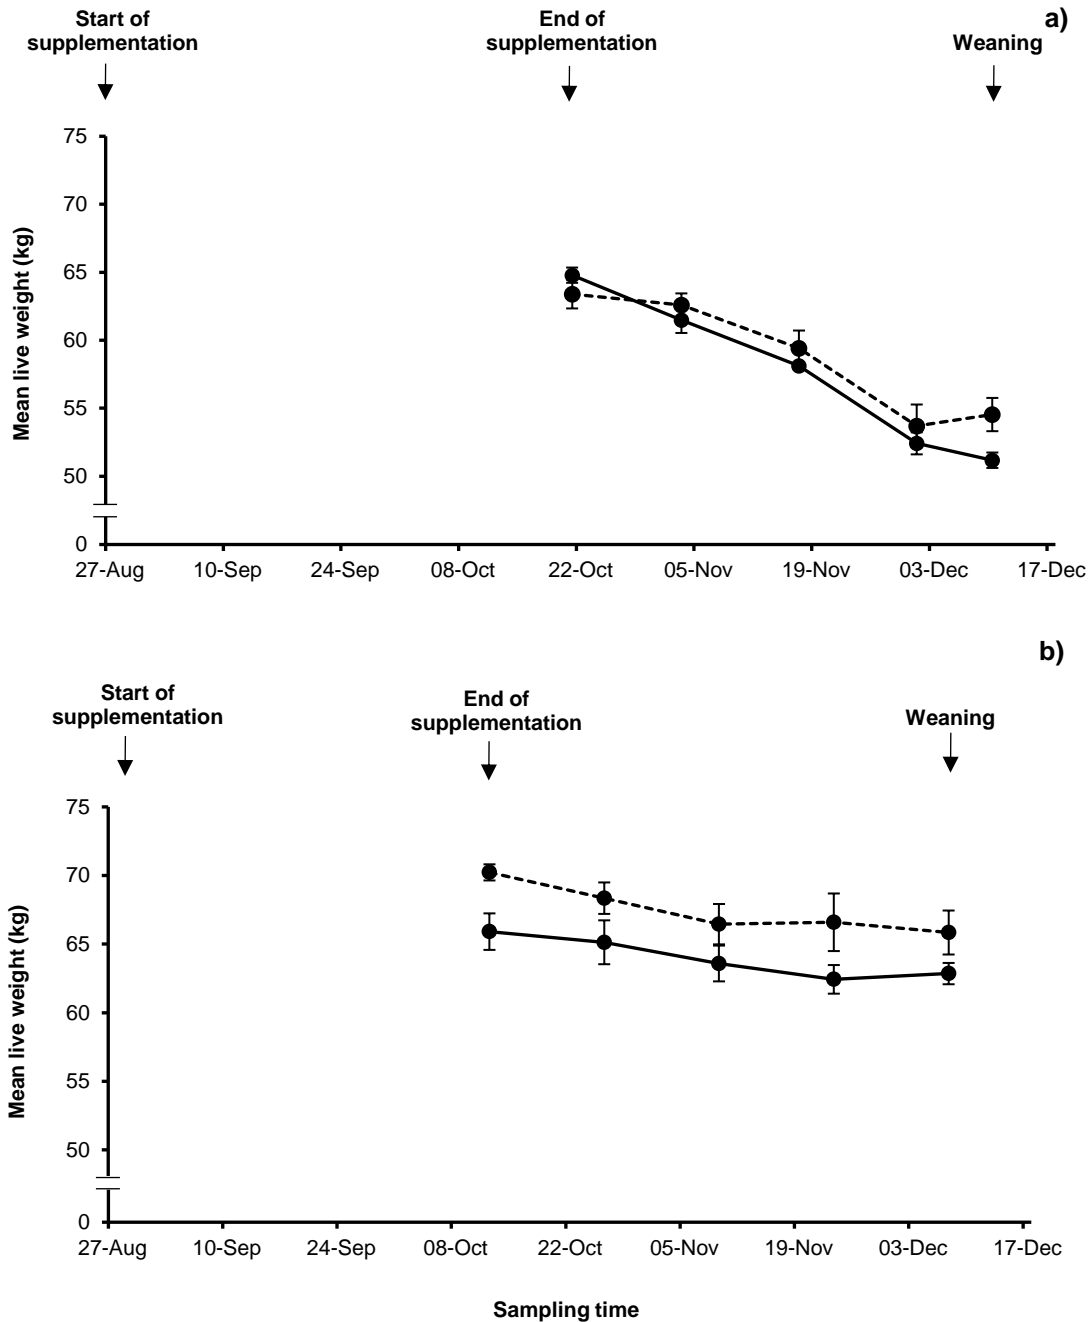 a)
Start of
supplementation
End of
supplementation
Weaning
Mean live weight (kg)
75
70
65
60
55
50
0
27-Aug 10-Sep 24-Sep 08-Oct 22-Oct 05-Nov 19-Nov 03-Dec 17-Dec
b)
Start of
supplementation
End of
supplementation
Weaning
Mean live weight (kg)
75
70
65
60
55
50
0
27-Aug 10-Sep 24-Sep 08-Oct 22-Oct 05-Nov 19-Nov 03-Dec 17-Dec
Sampling time